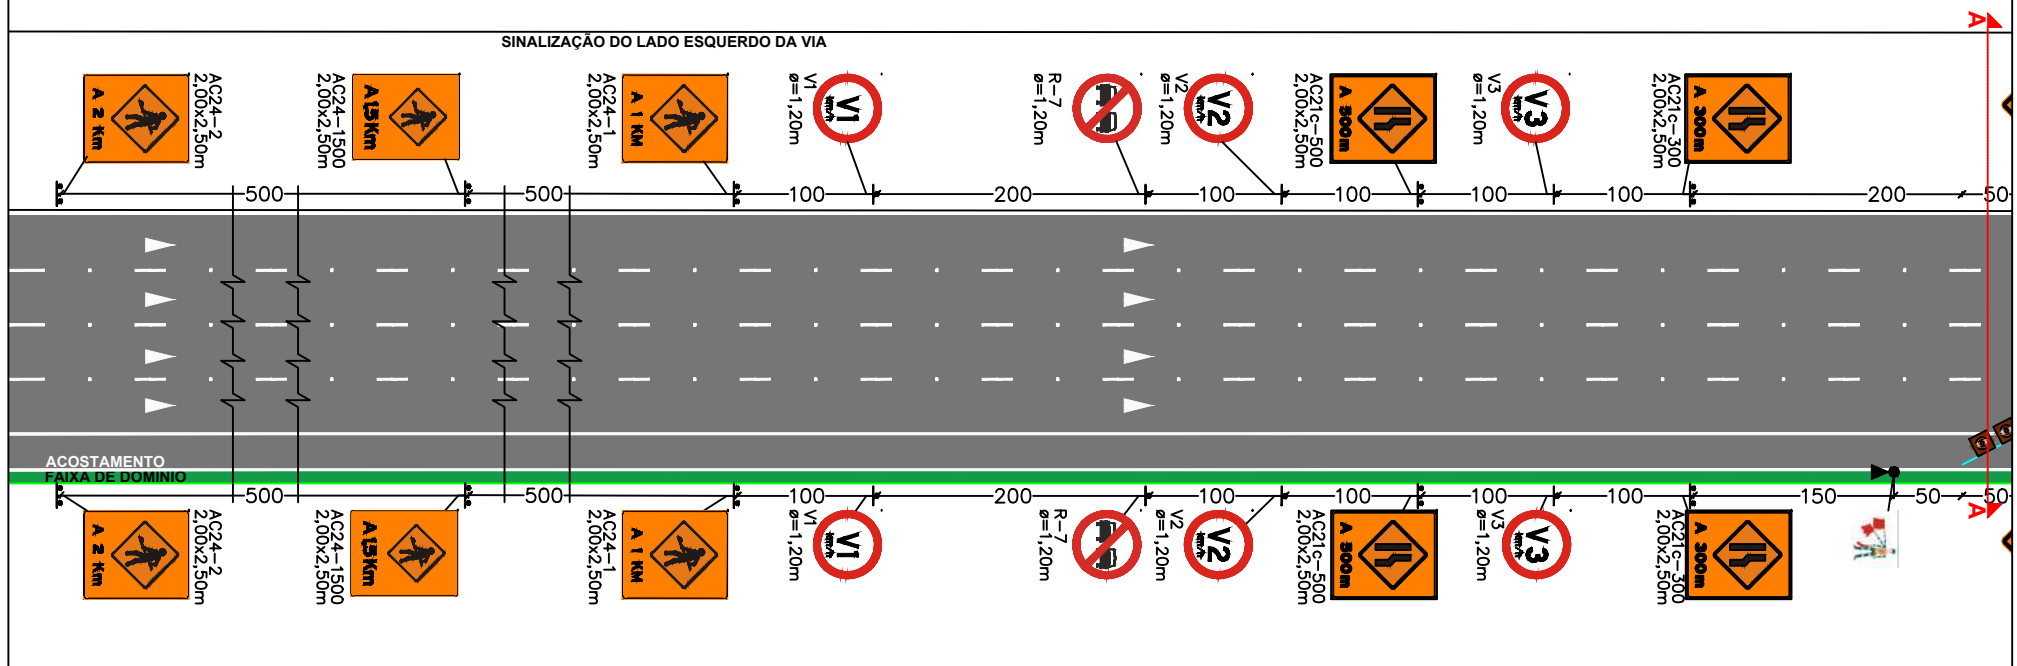 SINALIZAÇÃO DO LADO ESQUERDO DA VIA
A
A 2 Km
AC24-2
2,00x2,50m
A 1,5 Km
AC24-1500
2,00x2,50m
A 1 KM
AC24-1
2,00x2,50m
V1
ø=1,20m
V1
km/h
R-7
ø=1,20m
V2
ø=1,20m
V2
km/h
A 500m
AC21c-500
2,00x2,50m
V3
ø=1,20m
V3
km/h
A 300m
AC21c-300
2,00x2,50m
500
500
100
200
100
100
100
100
200
50
ACOSTAMENTO
FAIXA DE DOMINIO
500
500
100
200
100
100
100
100
150
50
50
A
A 2 Km
AC24-2
2,00x2,50m
A 1,5 Km
AC24-1500
2,00x2,50m
A 1 KM
AC24-1
2,00x2,50m
V1
ø=1,20m
V1
km/h
R-7
ø=1,20m
V2
ø=1,20m
V2
km/h
A 500m
AC21c-500
2,00x2,50m
V3
ø=1,20m
V3
km/h
A 300m
AC21c-300
2,00x2,50m